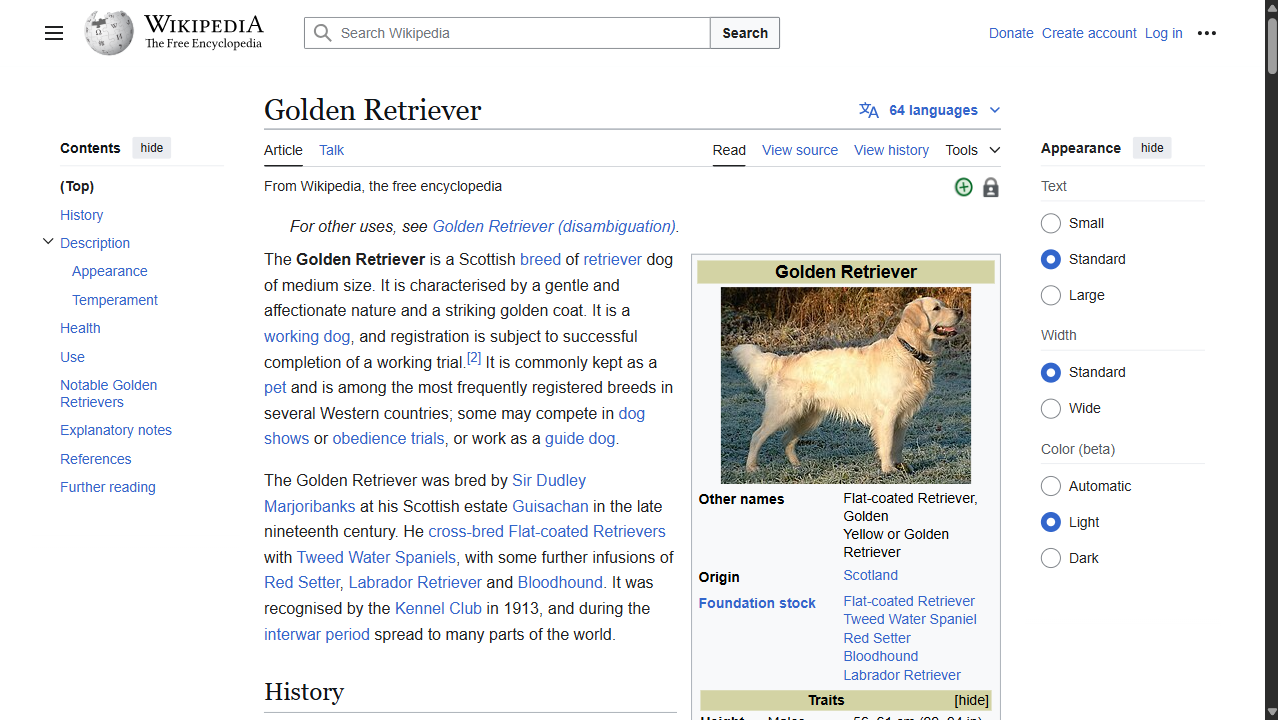 WIKIPEDIA
The Free Encyclopedia
Search Wikipedia
Search
Donate Create account Log in
Golden Retriever
64 languages
Contents hide
(Top)
History
Description
Appearance
Temperament
Health
Use
Notable Golden
Retrievers
Explanatory notes
References
Further reading
Article Talk
Read View source View history Tools
From Wikipedia, the free encyclopedia
For other uses, see Golden Retriever (disambiguation).
The Golden Retriever is a Scottish breed of retriever dog
of medium size. It is characterised by a gentle and
affectionate nature and a striking golden coat. It is a
working dog, and registration is subject to successful
completion of a working trial.[2] It is commonly kept as a
pet and is among the most frequently registered breeds in
several Western countries; some may compete in dog
shows or obedience trials, or work as a guide dog.
The Golden Retriever was bred by Sir Dudley
Marjoribanks at his Scottish estate Guisachan in the late
nineteenth century. He cross-bred Flat-coated Retrievers
with Tweed Water Spaniels, with some further infusions of
Red Setter, Labrador Retriever and Bloodhound. It was
recognised by the Kennel Club in 1913, and during the
interwar period spread to many parts of the world.
History
Golden Retriever
Other names Flat-coated Retriever,
Golden
Yellow or Golden
Retriever
Origin Scotland
Foundation stock Flat-coated Retriever
Tweed Water Spaniel
Red Setter
Bloodhound
Labrador Retriever
Traits [hide]
Height Males 56–61 cm (22–24 in)
Appearance hide
Text
Small
Standard
Large
Width
Standard
Wide
Color (beta)
Automatic
Light
Dark